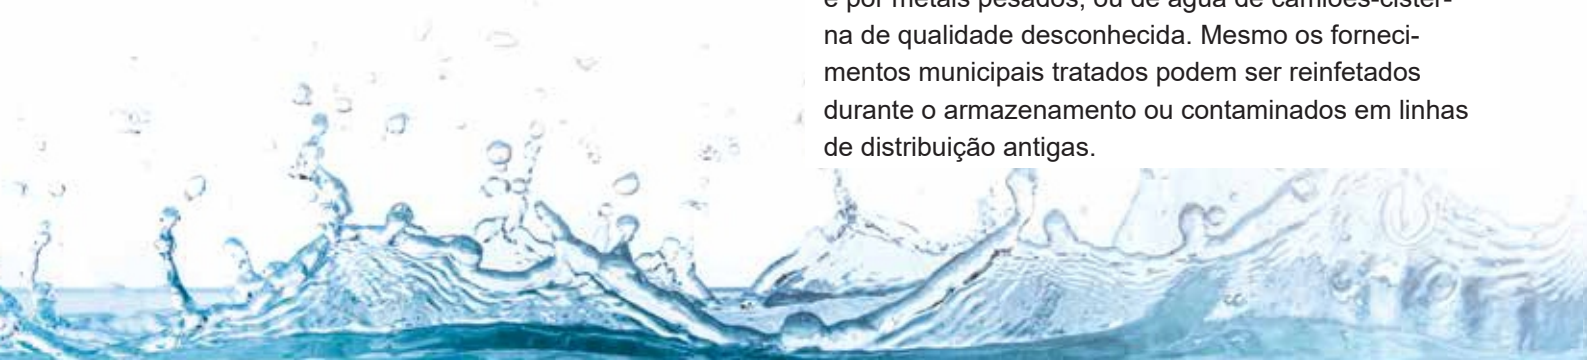 e por metais pesados, ou de água de camiões-cister-
na de qualidade desconhecida. Mesmo os forneci-
mentos municipais tratados podem ser reinfetados
durante o armazenamento ou contaminados em linhas
de distribuição antigas.